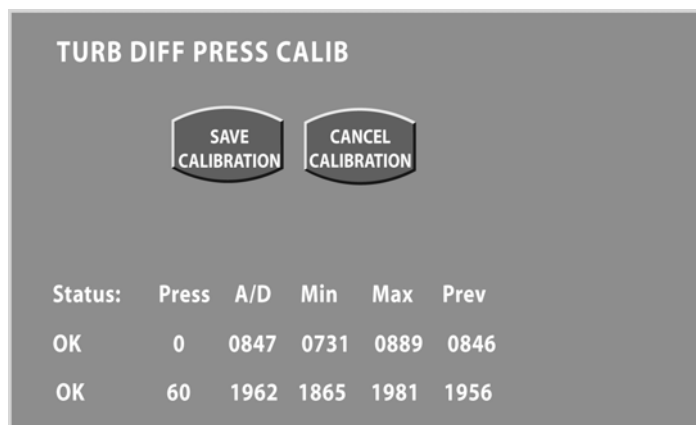 TURB DIFF PRESS CALIB
SAVE
CALIBRATION
CANCEL
CALIBRATION
Status: Press A/D Min Max Prev
OK 0 0847 0731 0889 0846
OK 60 1962 1865 1981 1956